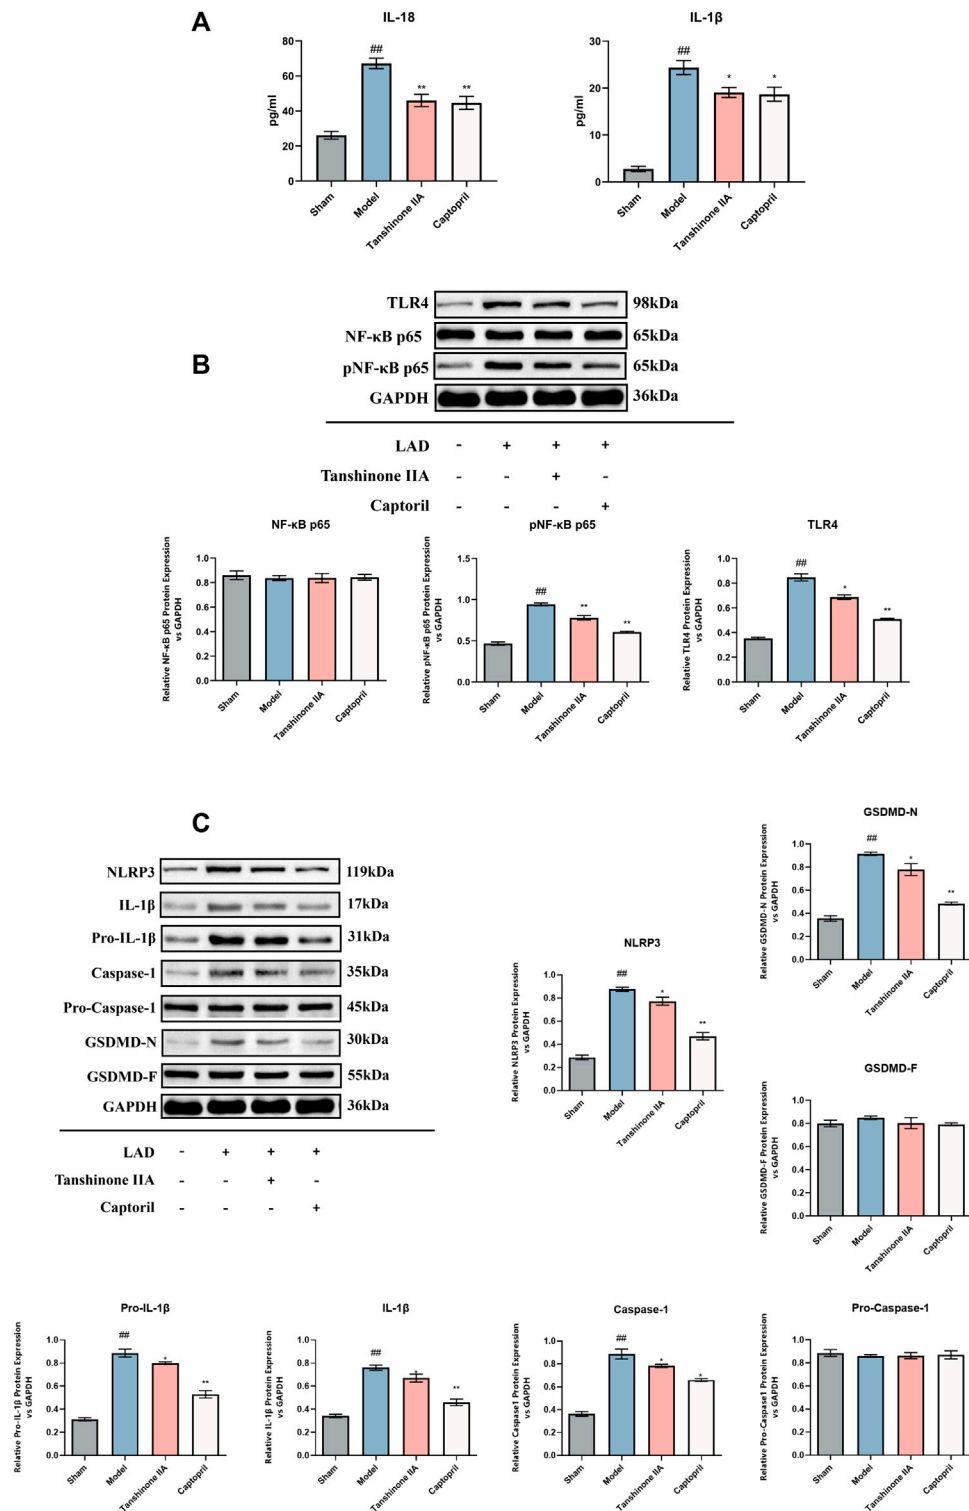 A
IL-18
pg/ml
80
60
40
20
0
##
**
**
Sham
Model
Tanshinone IIA
Captopril
IL-1β
pg/ml
30
20
10
0
##
*
*
Sham
Model
Tanshinone IIA
Captopril
B
TLR4 98kDa
NF-κB p65 65kDa
pNF-κB p65 65kDa
GAPDH 36kDa
LAD - + + +
Tanshinone IIA - - + -
Captoril - - - +
NF-κB p65
Relative NF-κB p65 Protein Expression
vs GAPDH
1.0
0.8
0.6
0.4
0.2
0.0
Sham
Model
Tanshinone IIA
Captopril
pNF-κB p65
Relative pNF-κB p65 Protein Expression
vs GAPDH
1.5
1.0
0.5
0.0
##
**
**
Sham
Model
Tanshinone IIA
Captopril
TLR4
Relative TLR4 Protein Expression
vs GAPDH
1.0
0.8
0.6
0.4
0.2
0.0
##
*
**
Sham
Model
Tanshinone IIA
Captopril
C
NLRP3 119kDa
IL-1β 17kDa
Pro-IL-1β 31kDa
Caspase-1 35kDa
Pro-Caspase-1 45kDa
GSDMD-N 30kDa
GSDMD-F 55kDa
GAPDH 36kDa
LAD - + + +
Tanshinone IIA - - + -
Captoril - - - +
NLRP3
Relative NLRP3 Protein Expression
vs GAPDH
1.0
0.8
0.6
0.4
0.2
0.0
##
*
**
Sham
Model
Tanshinone IIA
Captopril
GSDMD-N
Relative GSDMD-N Protein Expression
vs GAPDH
1.0
0.8
0.6
0.4
0.2
0.0
##
*
**
Sham
Model
Tanshinone IIA
Captopril
GSDMD-F
Relative GSDMD-F Protein Expression
vs GAPDH
1.0
0.8
0.6
0.4
0.2
0.0
Sham
Model
Tanshinone IIA
Captopril
Pro-IL-1β
Relative Pro-IL-1β Protein Expression
vs GAPDH
1.0
0.8
0.6
0.4
0.2
0.0
##
*
**
Sham
Model
Tanshinone IIA
Captopril
IL-1β
Relative IL-1β Protein Expression
vs GAPDH
1.0
0.8
0.6
0.4
0.2
0.0
##
*
**
Sham
Model
Tanshinone IIA
Captopril
Caspase-1
Relative Caspase1 Protein Expression
vs GAPDH
1.0
0.8
0.6
0.4
0.2
0.0
##
*
*
Sham
Model
Tanshinone IIA
Captopril
Pro-Caspase-1
Relative Pro-Caspase1 Protein Expression
vs GAPDH
1.0
0.8
0.6
0.4
0.2
0.0
Sham
Model
Tanshinone IIA
Captopril